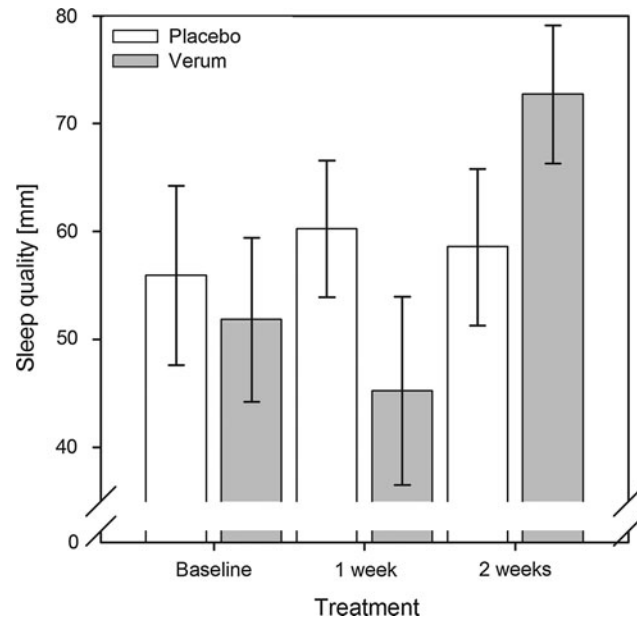 80
Placebo
Verum
70
60
50
40
0
Sleep quality [mm]
Baseline
1 week
2 weeks
Treatment